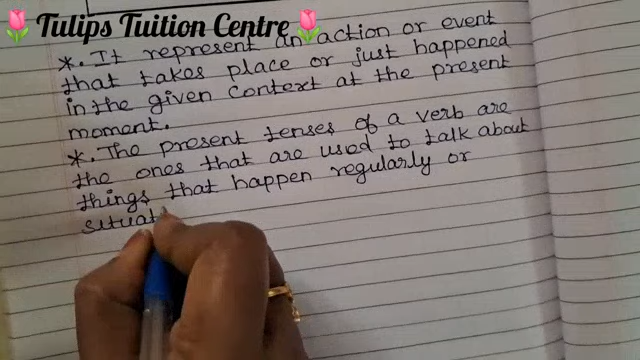 🌷Tulips Tuition Centre🌷
*. It represent an action or event
that takes place or just happened
in the given context at the present
moment.
*. The present tenses of a verb are
the ones that are used to talk about
things that happen regularly or
situat